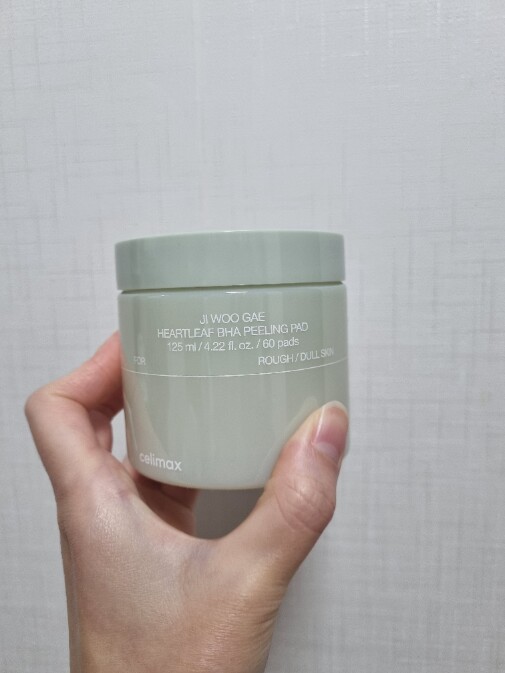 JI WOO GAE
HEARTLEAF BHA PEELING PAD
125 ml / 4.22 fl. oz. / 60 pads
FOR ROUGH / DULL SKIN
celimax